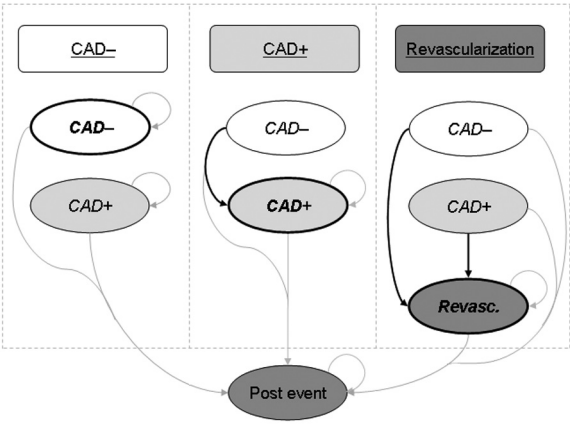 CAD– CAD+ Revascularization
CAD– CAD– CAD–
CAD+ CAD+ CAD+
Revasc.
Post event